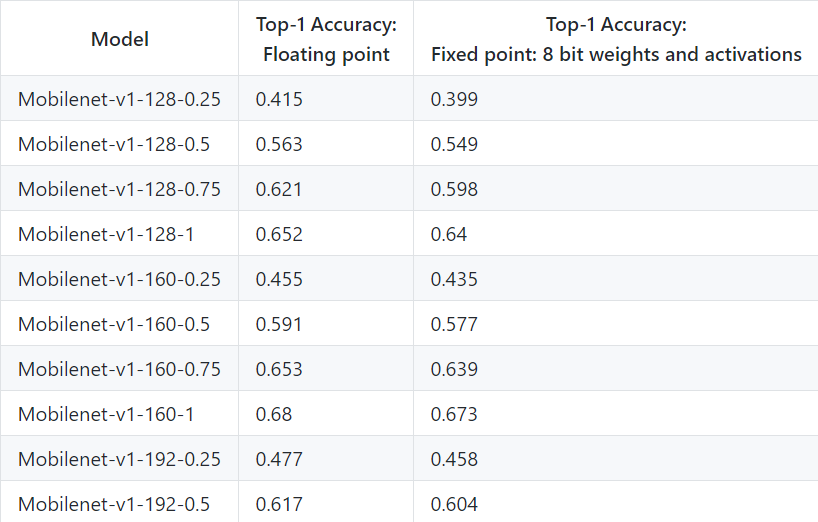 Model Top-1 Accuracy: Floating point Top-1 Accuracy: Fixed point: 8 bit weights and activations
Mobilenet-v1-128-0.25 0.415 0.399
Mobilenet-v1-128-0.5 0.563 0.549
Mobilenet-v1-128-0.75 0.621 0.598
Mobilenet-v1-128-1 0.652 0.64
Mobilenet-v1-160-0.25 0.455 0.435
Mobilenet-v1-160-0.5 0.591 0.577
Mobilenet-v1-160-0.75 0.653 0.639
Mobilenet-v1-160-1 0.68 0.673
Mobilenet-v1-192-0.25 0.477 0.458
Mobilenet-v1-192-0.5 0.617 0.604